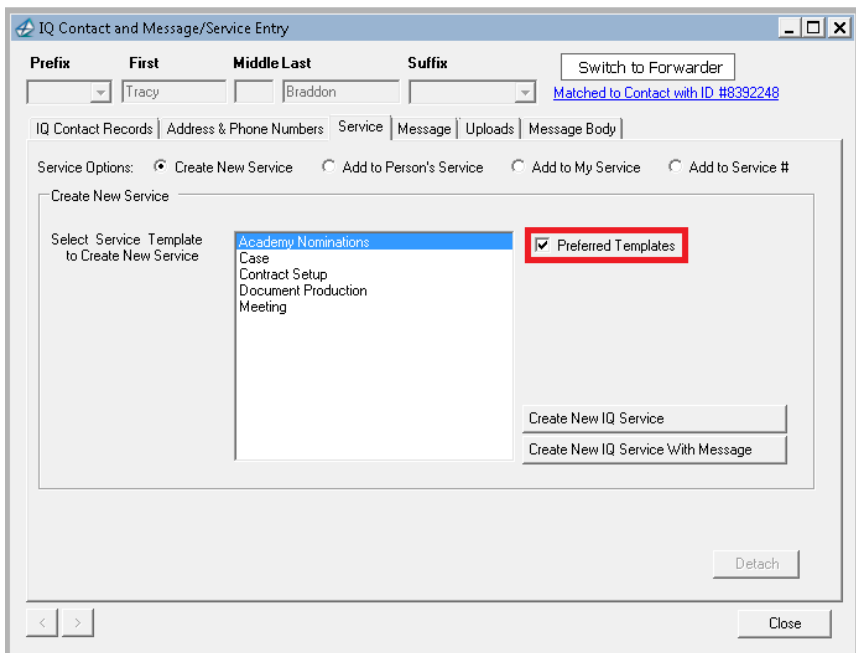 IQ Contact and Message/Service Entry
Prefix First Middle Last Suffix
Switch to Forwarder
Tracy Braddon
Matched to Contact with ID #8392248
IQ Contact Records Address & Phone Numbers Service Message Uploads Message Body
Service Options: Create New Service Add to Person's Service Add to My Service Add to Service #
Create New Service
Select Service Template
to Create New Service
Academy Nominations
Case
Contract Setup
Document Production
Meeting
Preferred Templates
Create New IQ Service
Create New IQ Service With Message
Detach
< >
Close